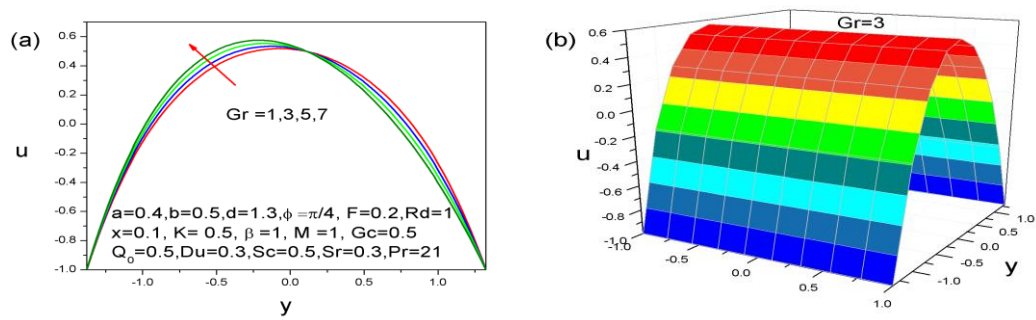 (a)
0.6
0.4
0.2
0.0
-0.2
-0.4
-0.6
-0.8
-1.0
u
Gr =1,3,5,7
a=0.4,b=0.5,d=1.3,ϕ =π/4, F=0.2,Rd=1
x=0.1, K= 0.5, β =1, M =1, Gc=0.5
Q₀=0.5,Du=0.3,Sc=0.5,Sr=0.3,Pr=21
-1.0 -0.5 0.0 0.5 1.0
y
(b)
Gr=3
0.6
0.4
0.2
0.0
-0.2
-0.4
-0.6
-0.8
-1.0
u
-1.0 -0.5 0.0 0.5 1.0
-1.0
-0.5
0.0
0.5
1.0
y